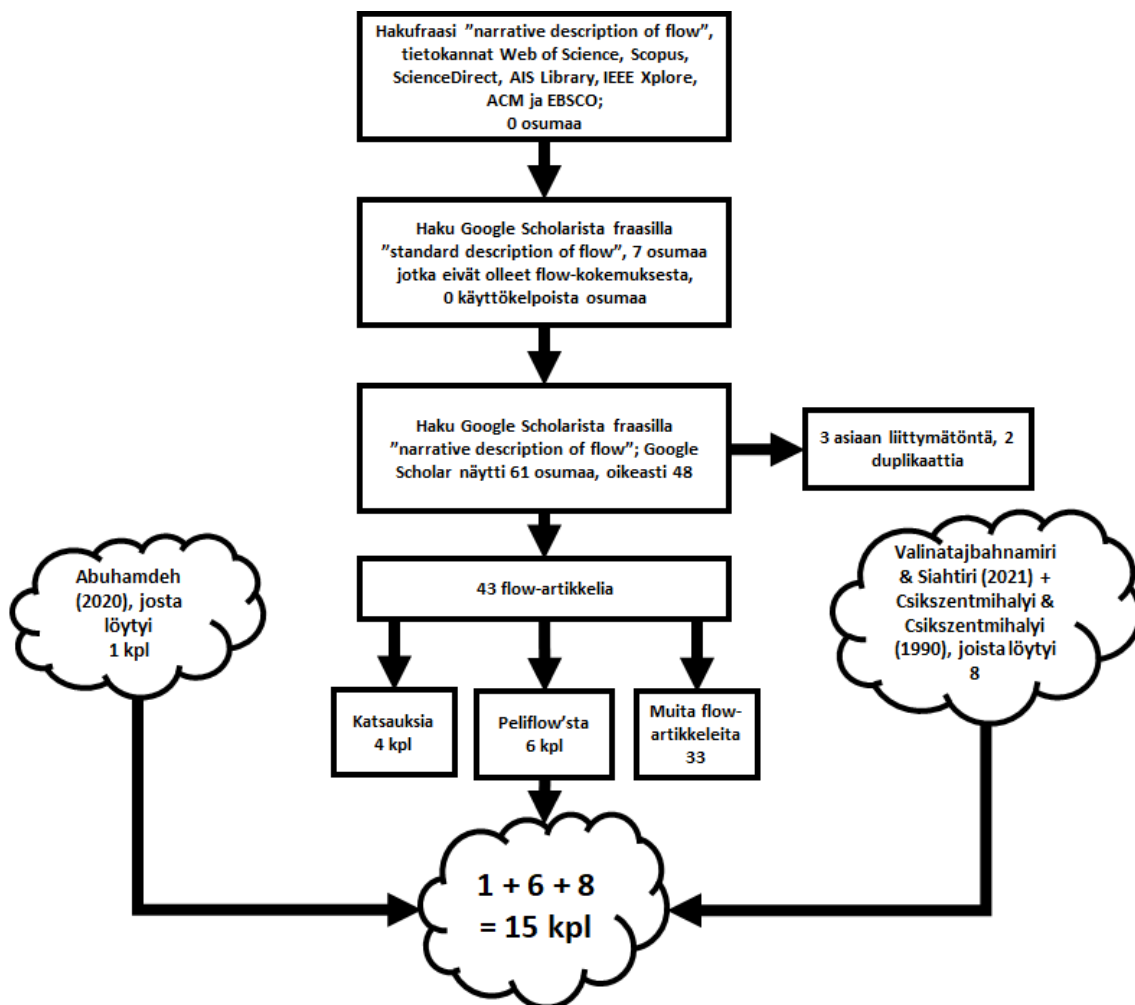 Hakufraasi ”narrative description of flow”,
tietokannat Web of Science, Scopus,
ScienceDirect, AIS Library, IEEE Xplore,
ACM ja EBSCO;
0 osumaa
Haku Google Scholarista fraasilla
”standard description of flow”, 7 osumaa
jotka eivät olleet flow-kokemuksesta,
0 käyttökelpoista osumaa
Haku Google Scholarista fraasilla
”narrative description of flow”; Google
Scholar näytti 61 osumaa, oikeasti 48
3 asiaan liittymätöntä, 2
duplikaattia
Abuhamdeh
(2020), josta
löytyi
1 kpl
43 flow-artikkelia
Valinatajbahnamiri
& Siahtiri (2021) +
Csikszentmihalyi &
Csikszentmihalyi
(1990), joista löytyi
8
Katsauksia
4 kpl
Peliflow’sta
6 kpl
Muita flow-
artikkeleita
33
1 + 6 + 8
= 15 kpl